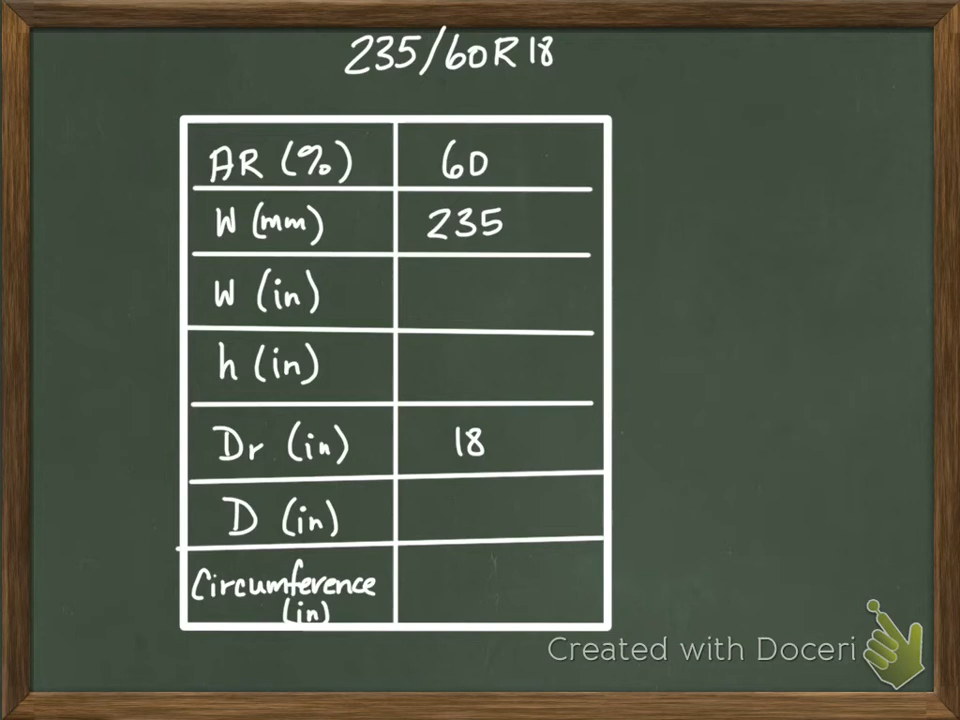 235/60R18
AR (%) 60
W (mm) 235
W (in)
h (in)
Dr (in) 18
D (in)
Circumference
(in)
Created with Doceri